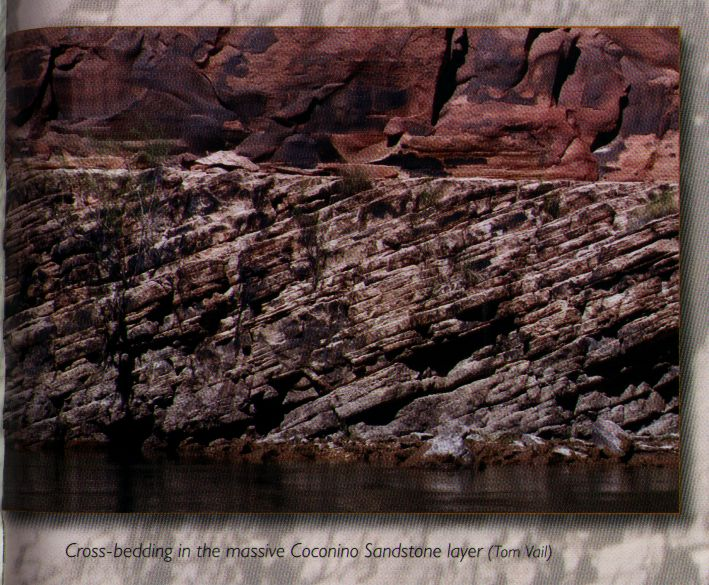 Cross-bedding in the massive Coconino Sandstone layer (Tom Vail)